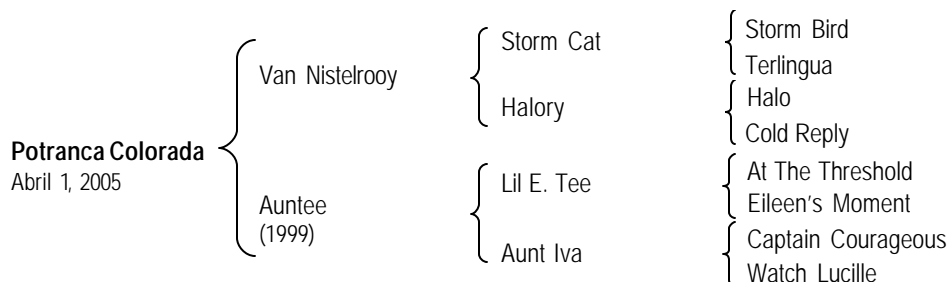 Potranca Colorada
Abril 1, 2005
Van Nistelrooy
Auntee
(1999)
Storm Cat
Halory
Lil E. Tee
Aunt Iva
Storm Bird
Terlingua
Halo
Cold Reply
At The Threshold
Eileen's Moment
Captain Courageous
Watch Lucille